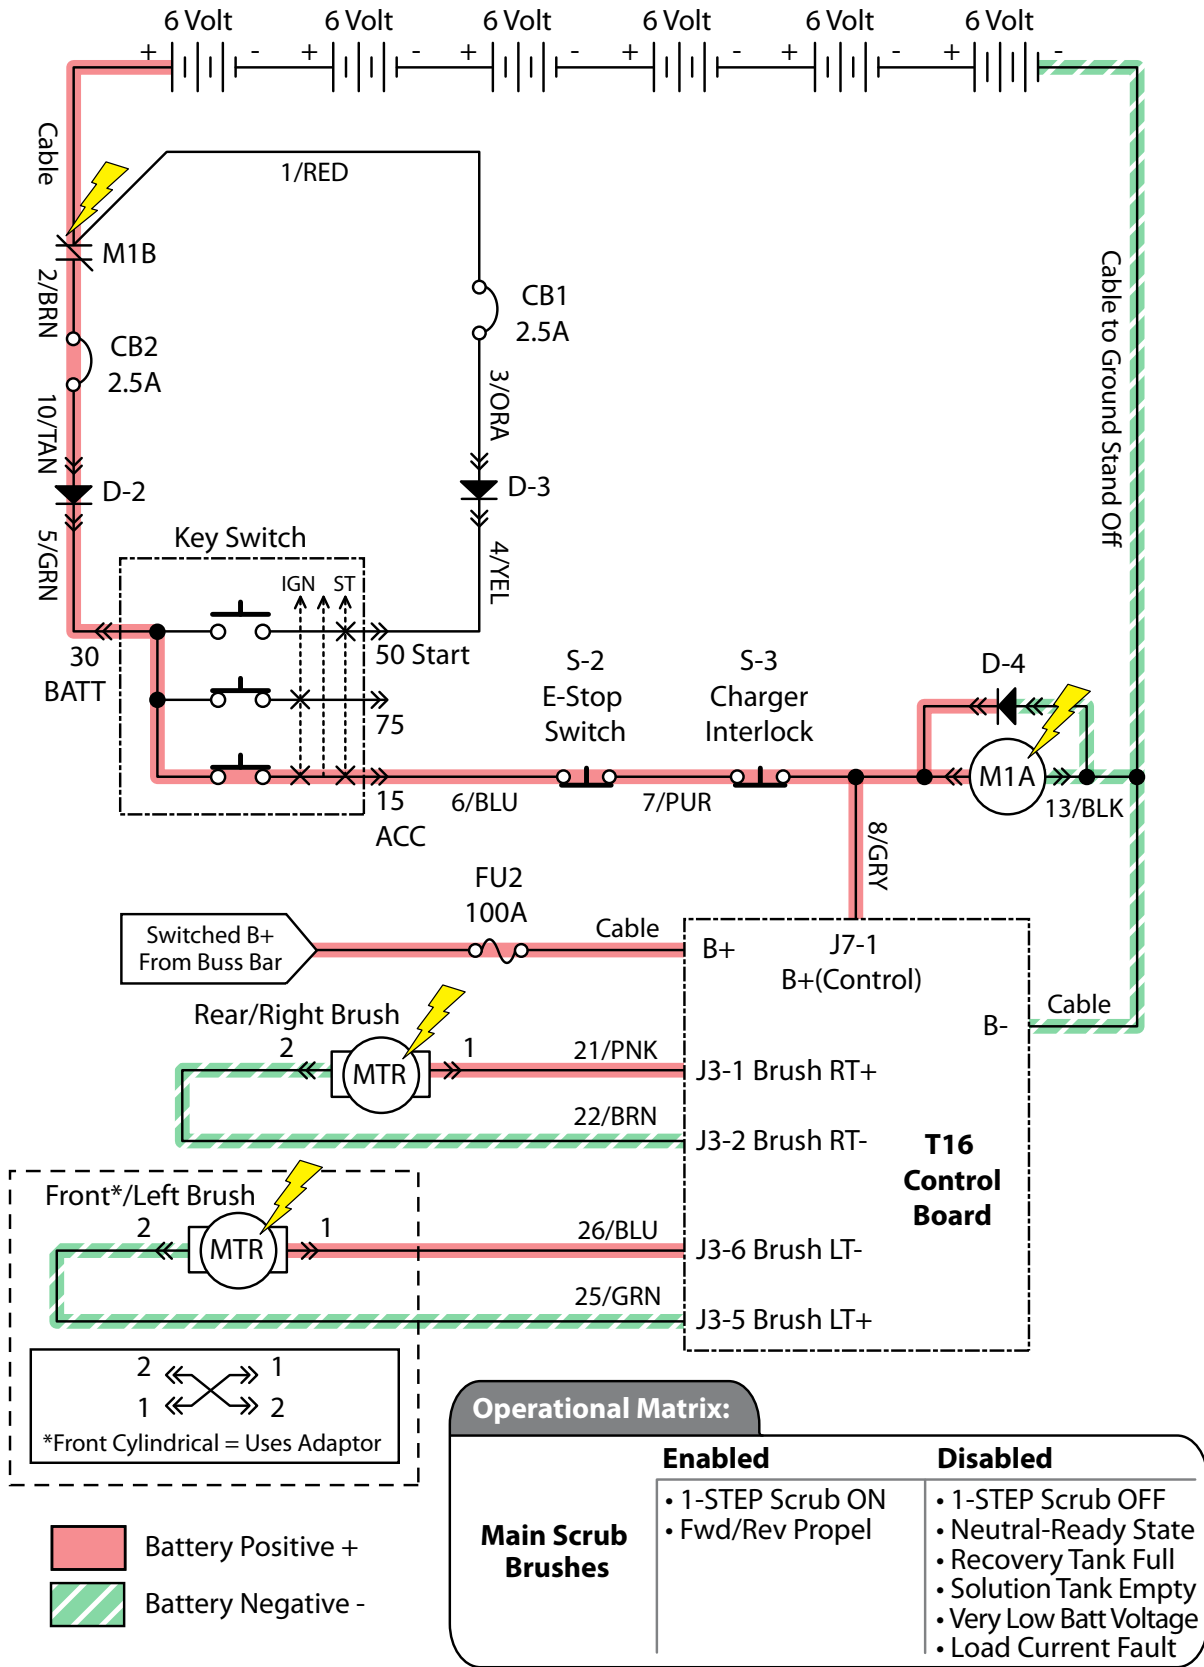 6 Volt 6 Volt 6 Volt 6 Volt 6 Volt 6 Volt
+ - + - + - + - + - + -
Cable
1/RED
M1B
2/BRN
CB1
2.5A
CB2
2.5A
Cable to Ground Stand Off
3/ORA
10/TAN
D-2
D-3
5/GRN
Key Switch
4/YEL
IGN ST
30
BATT
50 Start
75
15
ACC
S-2
E-Stop
Switch
S-3
Charger
Interlock
D-4
M1A
6/BLU
7/PUR
13/BLK
8/GRY
FU2
100A
Switched B+
From Buss Bar
Cable
B+
J7-1
B+(Control)
B-
Cable
Rear/Right Brush
2
MTR
1
21/PNK
J3-1 Brush RT+
22/BRN
J3-2 Brush RT-
T16
Control
Board
Front*/Left Brush
2
MTR
1
26/BLU
J3-6 Brush LT-
25/GRN
J3-5 Brush LT+
2 1
1 2
*Front Cylindrical = Uses Adaptor
Operational Matrix:
Enabled Disabled
Main Scrub
Brushes
• 1-STEP Scrub ON
• Fwd/Rev Propel
• 1-STEP Scrub OFF
• Neutral-Ready State
• Recovery Tank Full
• Solution Tank Empty
• Very Low Batt Voltage
• Load Current Fault
Battery Positive +
Battery Negative -